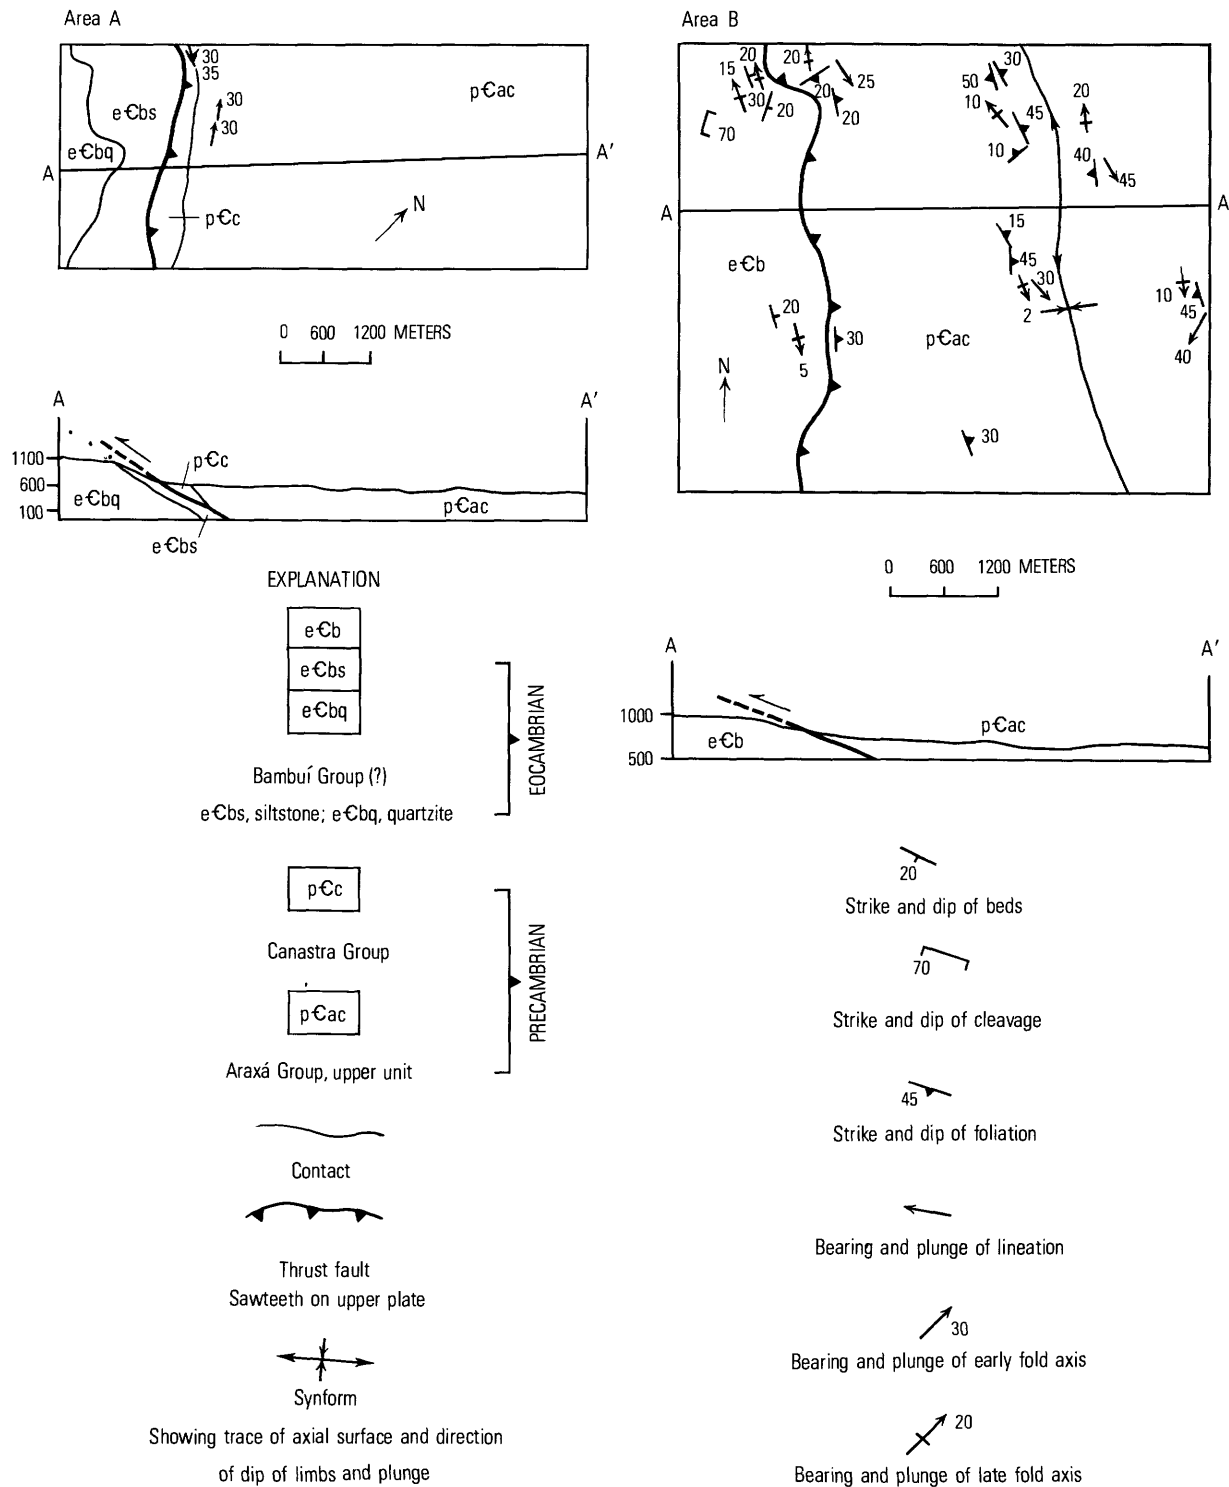 Area A
30
35
30
30
p€ac
e€bs
e€bq
A
A'
p€c
N
0 600 1200 METERS
A
A'
1100
600
100
p€c
e€bq
p€ac
e€bs
Area B
20
20
15
30
20
20
25
20
70
50
30
10
45
10
20
40
45
A
A
15
45
30
2
e€b
20
5
30
p€ac
N
30
10
45
40
0 600 1200 METERS
A
A'
1000
500
p€ac
e€b
EXPLANATION
e€b
e€bs
e€bq
EOCAMBRIAN
Bambuí Group (?)
e€bs, siltstone; e€bq, quartzite
p€c
Canastra Group
p€ac
PRECAMBRIAN
Araxá Group, upper unit
Contact
Thrust fault
Sawteeth on upper plate
Synform
Showing trace of axial surface and direction
of dip of limbs and plunge
20
Strike and dip of beds
70
Strike and dip of cleavage
45
Strike and dip of foliation
Bearing and plunge of lineation
30
Bearing and plunge of early fold axis
20
Bearing and plunge of late fold axis